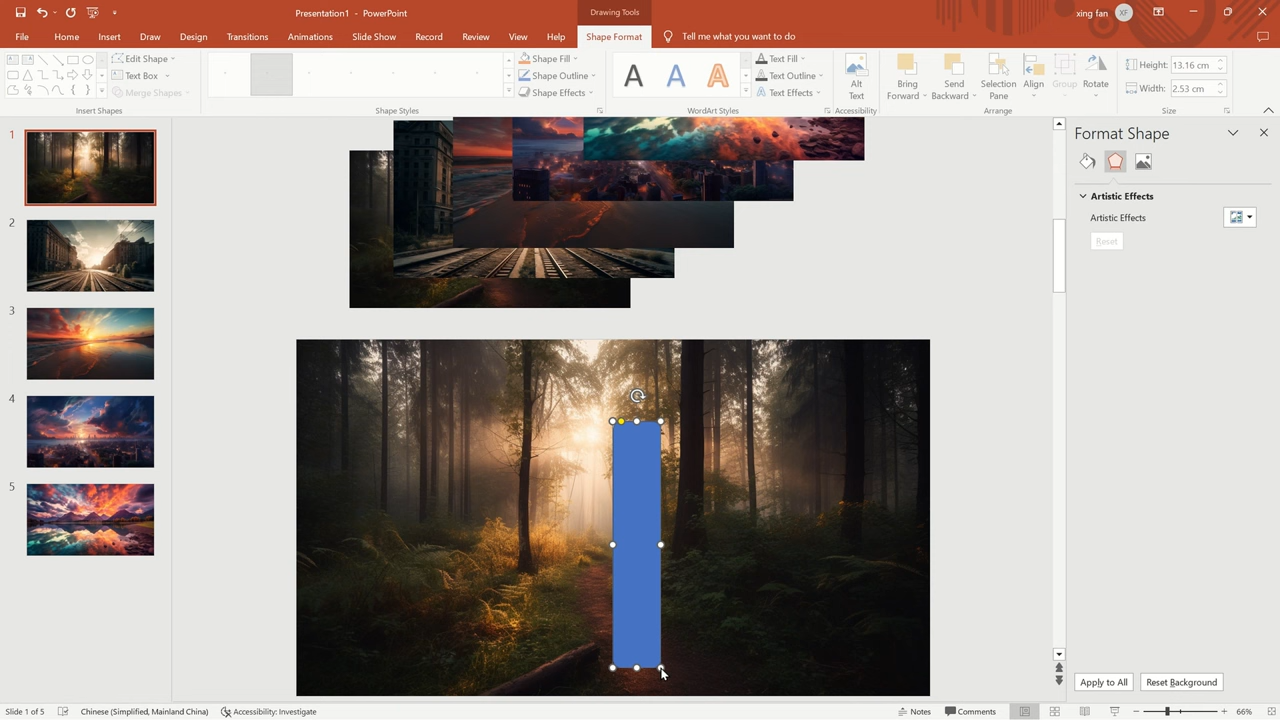 Presentation1 - PowerPoint
Drawing Tools
xing fan
XF
File
Home
Insert
Draw
Design
Transitions
Animations
Slide Show
Record
Review
View
Help
Shape Format
Tell me what you want to do
Edit Shape
Text Box
Merge Shapes
Insert Shapes
Shape Fill
Shape Outline
Shape Effects
Shape Styles
A A A
Text Fill
Text Outline
Text Effects
WordArt Styles
Alt
Text
Accessibility
Bring
Forward
Send
Backward
Selection
Pane
Align
Group
Rotate
Arrange
Height: 13.16 cm
Width: 2.53 cm
Size
1
2
3
4
5
Format Shape
Artistic Effects
Artistic Effects
Reset
Apply to All
Reset Background
Slide 1 of 5
Chinese (Simplified, Mainland China)
Accessibility: Investigate
Notes
Comments
66%